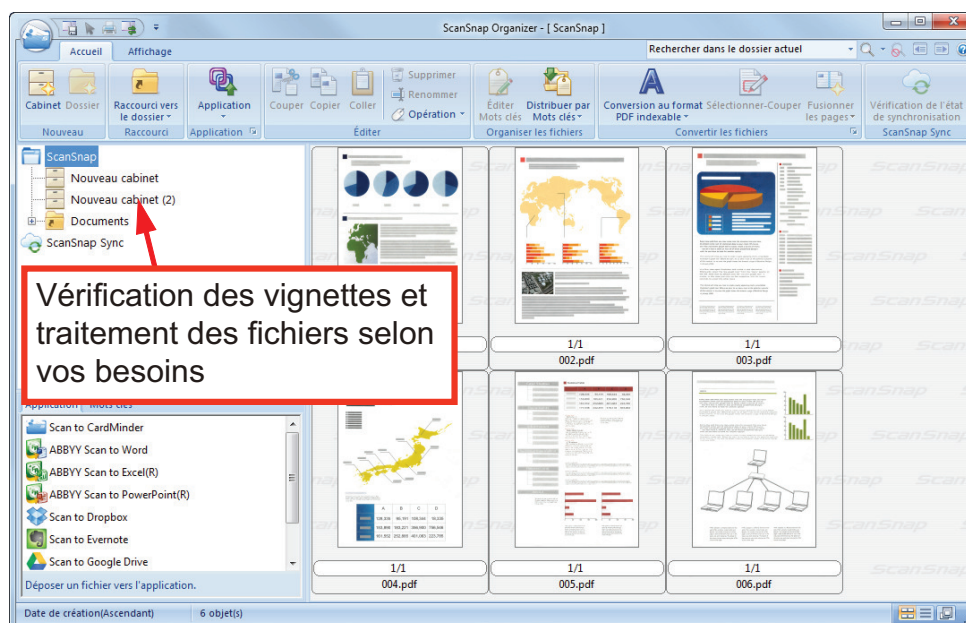 ScanSnap Organizer - [ ScanSnap ]
Accueil Affichage Rechercher dans le dossier actuel
Cabinet Dossier
Raccourci vers
le dossier
Application
Couper Copier Coller
Supprimer
Renommer
Opération
Éditer
Mots clés
Distribuer par
Mots clés
Conversion au format
PDF indexable
Sélectionner-Couper
Fusionner
les pages
Vérification de l'état
de synchronisation
Nouveau Raccourci Application Éditer Organiser les fichiers Convertir les fichiers ScanSnap Sync
ScanSnap
Nouveau cabinet
Nouveau cabinet (2)
Documents
ScanSnap Sync
Vérification des vignettes et
traitement des fichiers selon
vos besoins
1/1 1/1
002.pdf 003.pdf
Application Mots clés
Scan to CardMinder
ABBYY Scan to Word
ABBYY Scan to Excel(R)
ABBYY Scan to PowerPoint(R)
Scan to Dropbox
Scan to Evernote
Scan to Google Drive
Déposer un fichier vers l'application.
1/1 1/1 1/1
004.pdf 005.pdf 006.pdf
Date de création(Ascendant) 6 objet(s)